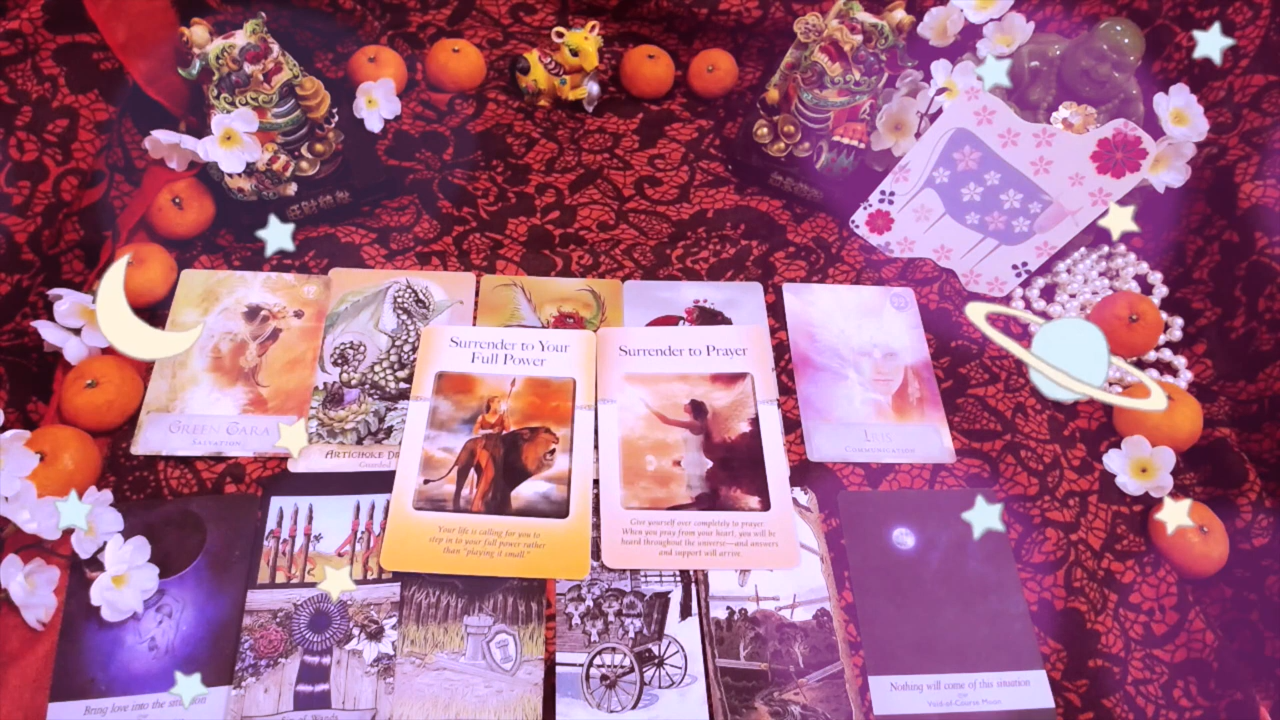 17
99
GREEN TARA
SALVATION
ARTICHOKE
Guarded
Surrender to Your
Full Power
Your life is calling for you to
step in to your full power rather
than "playing it small."
Surrender to Prayer
Give yourself over completely to prayer.
When you pray from your heart, you will be
heard throughout the universe—and answers
and support will arrive.
IRIS
COMMUNICATION
Bring love into the situation
of Wands
Nothing will come of this situation
Void-of-Course Moon